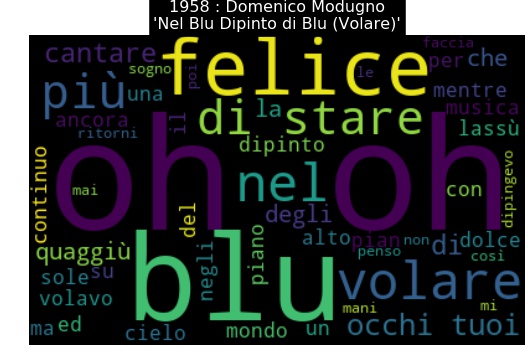 1958 : Domenico Modugno
'Nel Blu Dipinto di Blu (Volare)'
cantare
sogno
poi
felice
le
faccia
per
che
più
una
mentre
ancora
ritorni
il
di stare
la
musica
lassù
dipinto
oh oh
mai
nel
con
dipingevo
continuo
del
degli
quaggiù
negli
piano
alto
pian
non
di
dolce
penso
così
sole
su
volavo
blu
volare
mani
mi
ma
ed
cielo
mondo
un
occhi tuoi